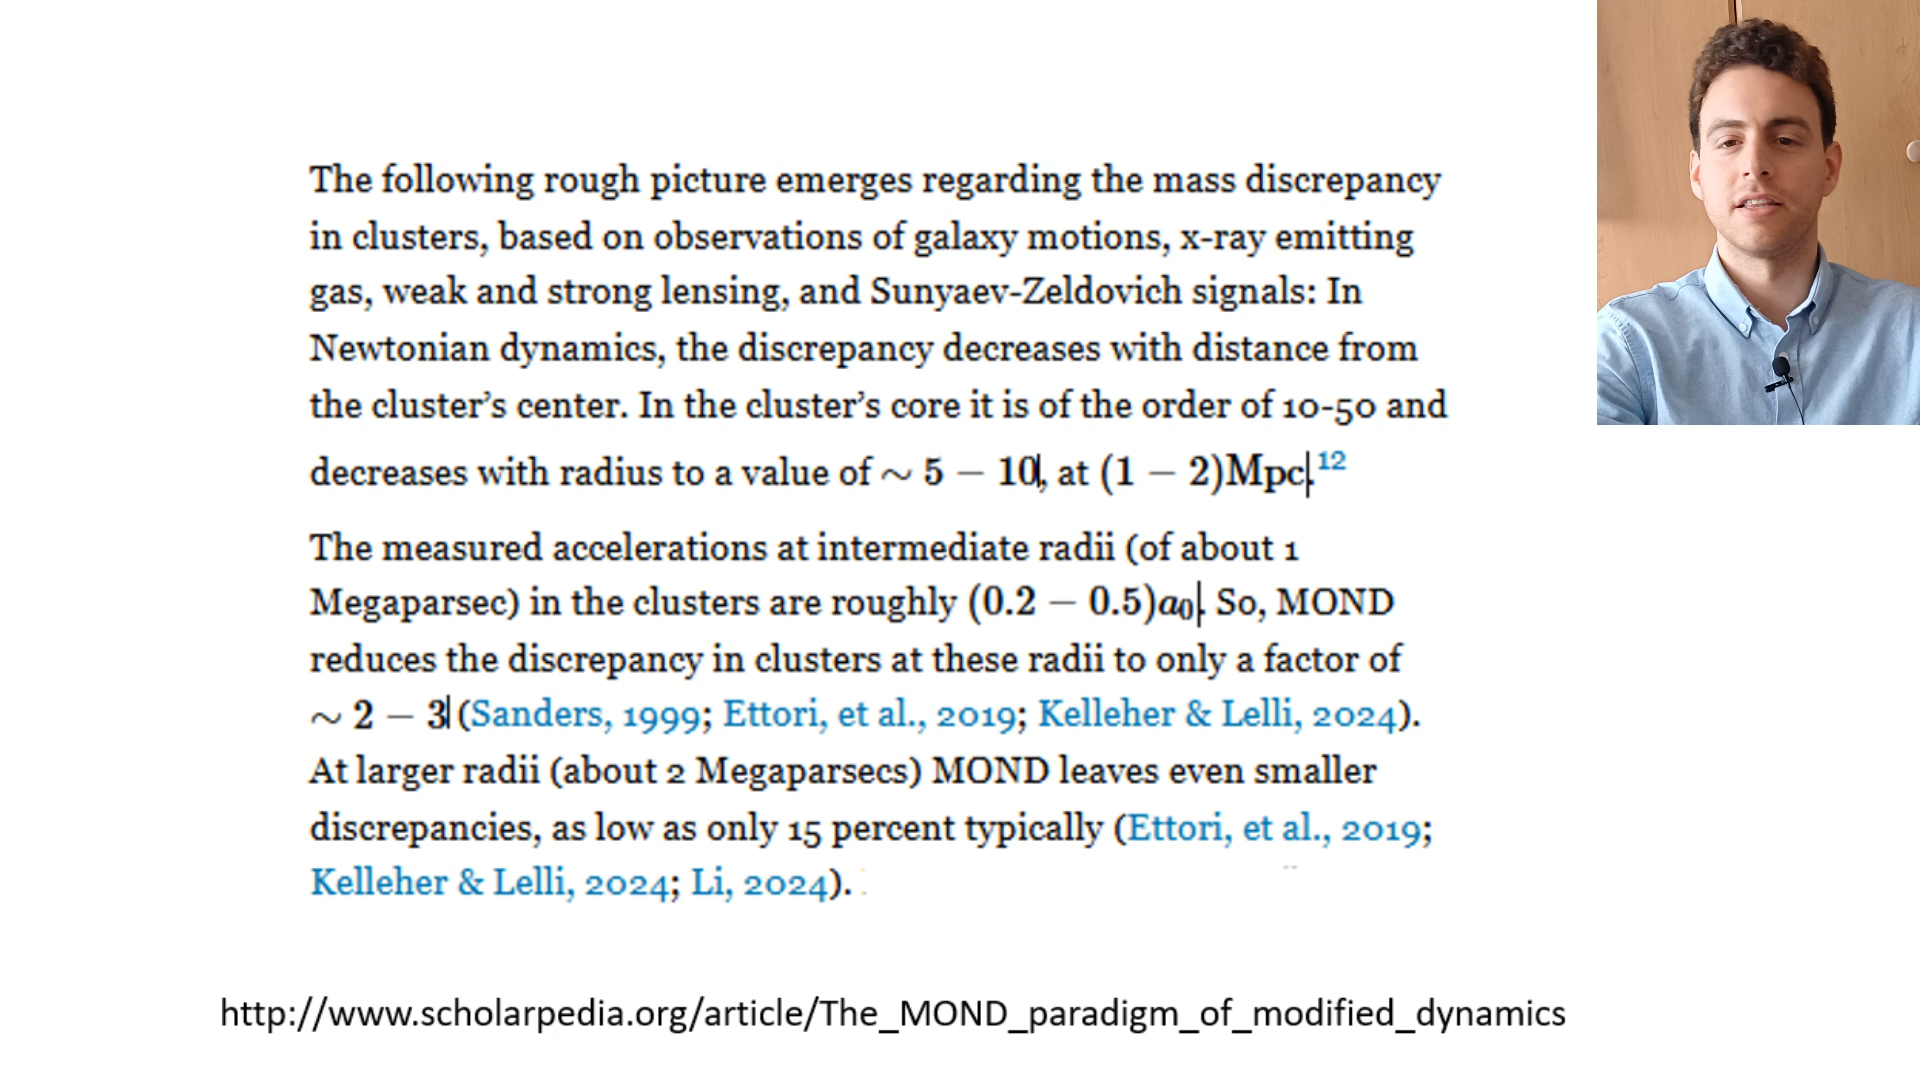 The following rough picture emerges regarding the mass discrepancy
in clusters, based on observations of galaxy motions, x-ray emitting
gas, weak and strong lensing, and Sunyaev-Zeldovich signals: In
Newtonian dynamics, the discrepancy decreases with distance from
the cluster’s center. In the cluster’s core it is of the order of 10-50 and
decreases with radius to a value of ∼ 5 − 10, at (1 − 2)Mpc.12
The measured accelerations at intermediate radii (of about 1
Megaparsec) in the clusters are roughly (0.2 − 0.5)a0. So, MOND
reduces the discrepancy in clusters at these radii to only a factor of
∼ 2 − 3 (Sanders, 1999; Ettori, et al., 2019; Kelleher & Lelli, 2024).
At larger radii (about 2 Megaparsecs) MOND leaves even smaller
discrepancies, as low as only 15 percent typically (Ettori, et al., 2019;
Kelleher & Lelli, 2024; Li, 2024).
http://www.scholarpedia.org/article/The_MOND_paradigm_of_modified_dynamics